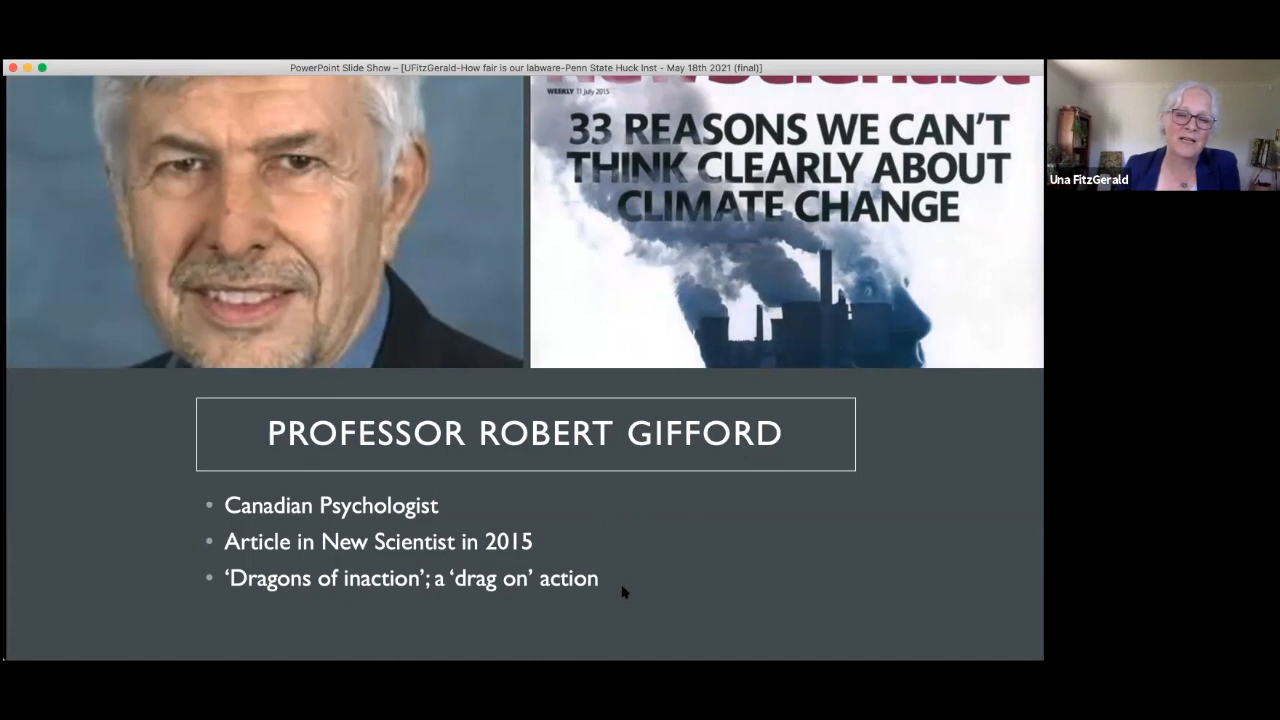 PowerPoint Slide Show – [UFitzGerald-How fair is our labware-Penn State Huck Inst - May 18th 2021 (final)]
WEEKLY 11 July 2015
33 REASONS WE CAN'T
THINK CLEARLY ABOUT
CLIMATE CHANGE
Una FitzGerald
PROFESSOR ROBERT GIFFORD
• Canadian Psychologist
• Article in New Scientist in 2015
• ‘Dragons of inaction’; a ‘drag on’ action